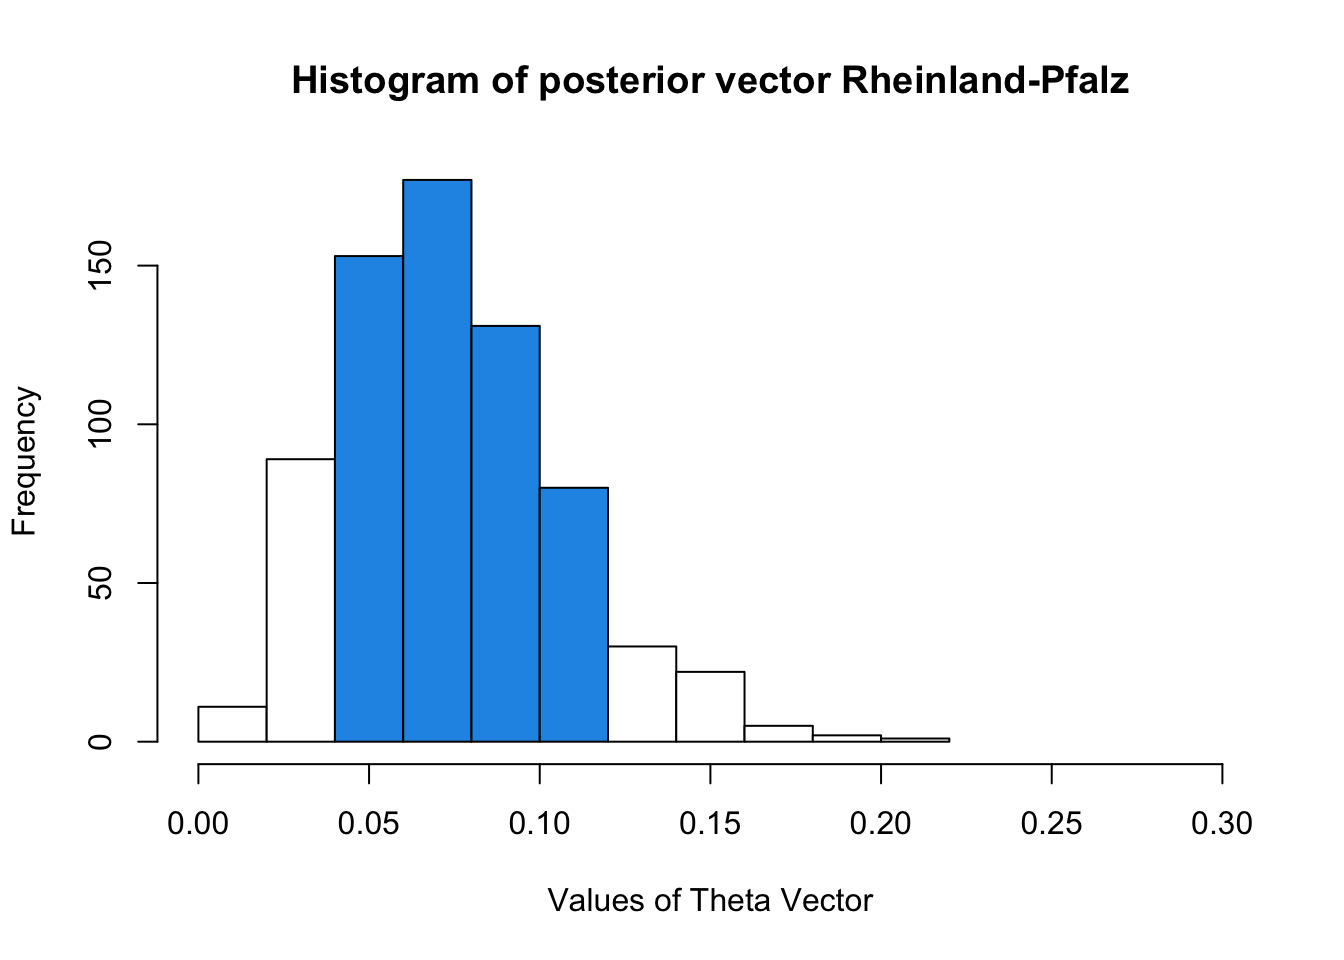 Histogram of posterior vector Rheinland-Pfalz
Frequency
150
100
50
0
0.00 0.05 0.10 0.15 0.20 0.25 0.30
Values of Theta Vector